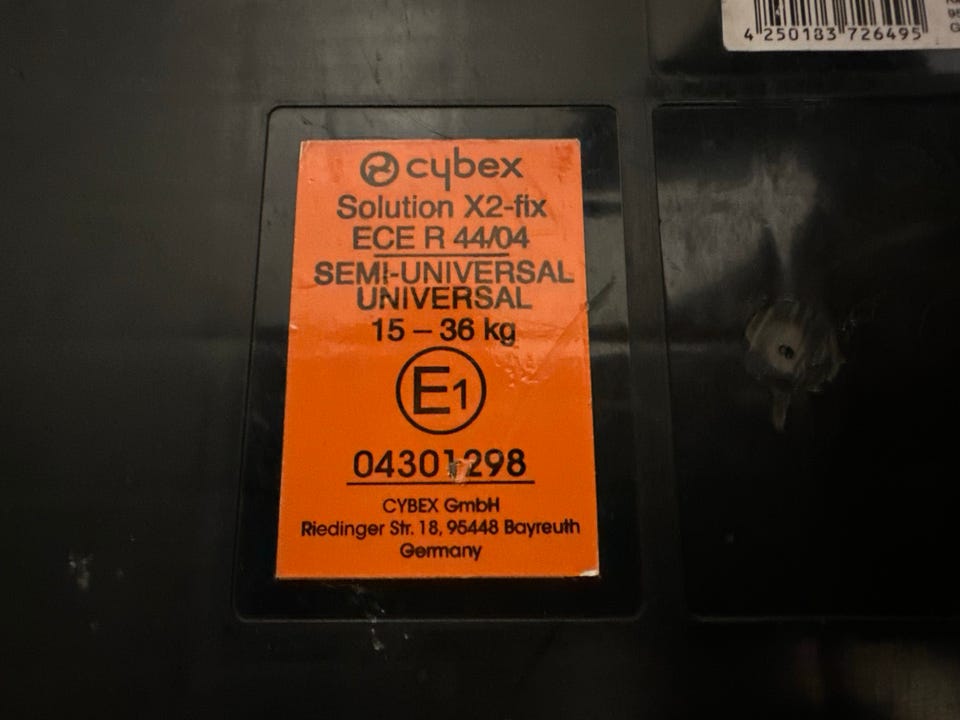 4 250183 726495
cybex
Solution X2-fix
ECE R 44/04
SEMI-UNIVERSAL
UNIVERSAL
15 – 36 kg
E1
04301298
CYBEX GmbH
Riedinger Str. 18, 95448 Bayreuth
Germany